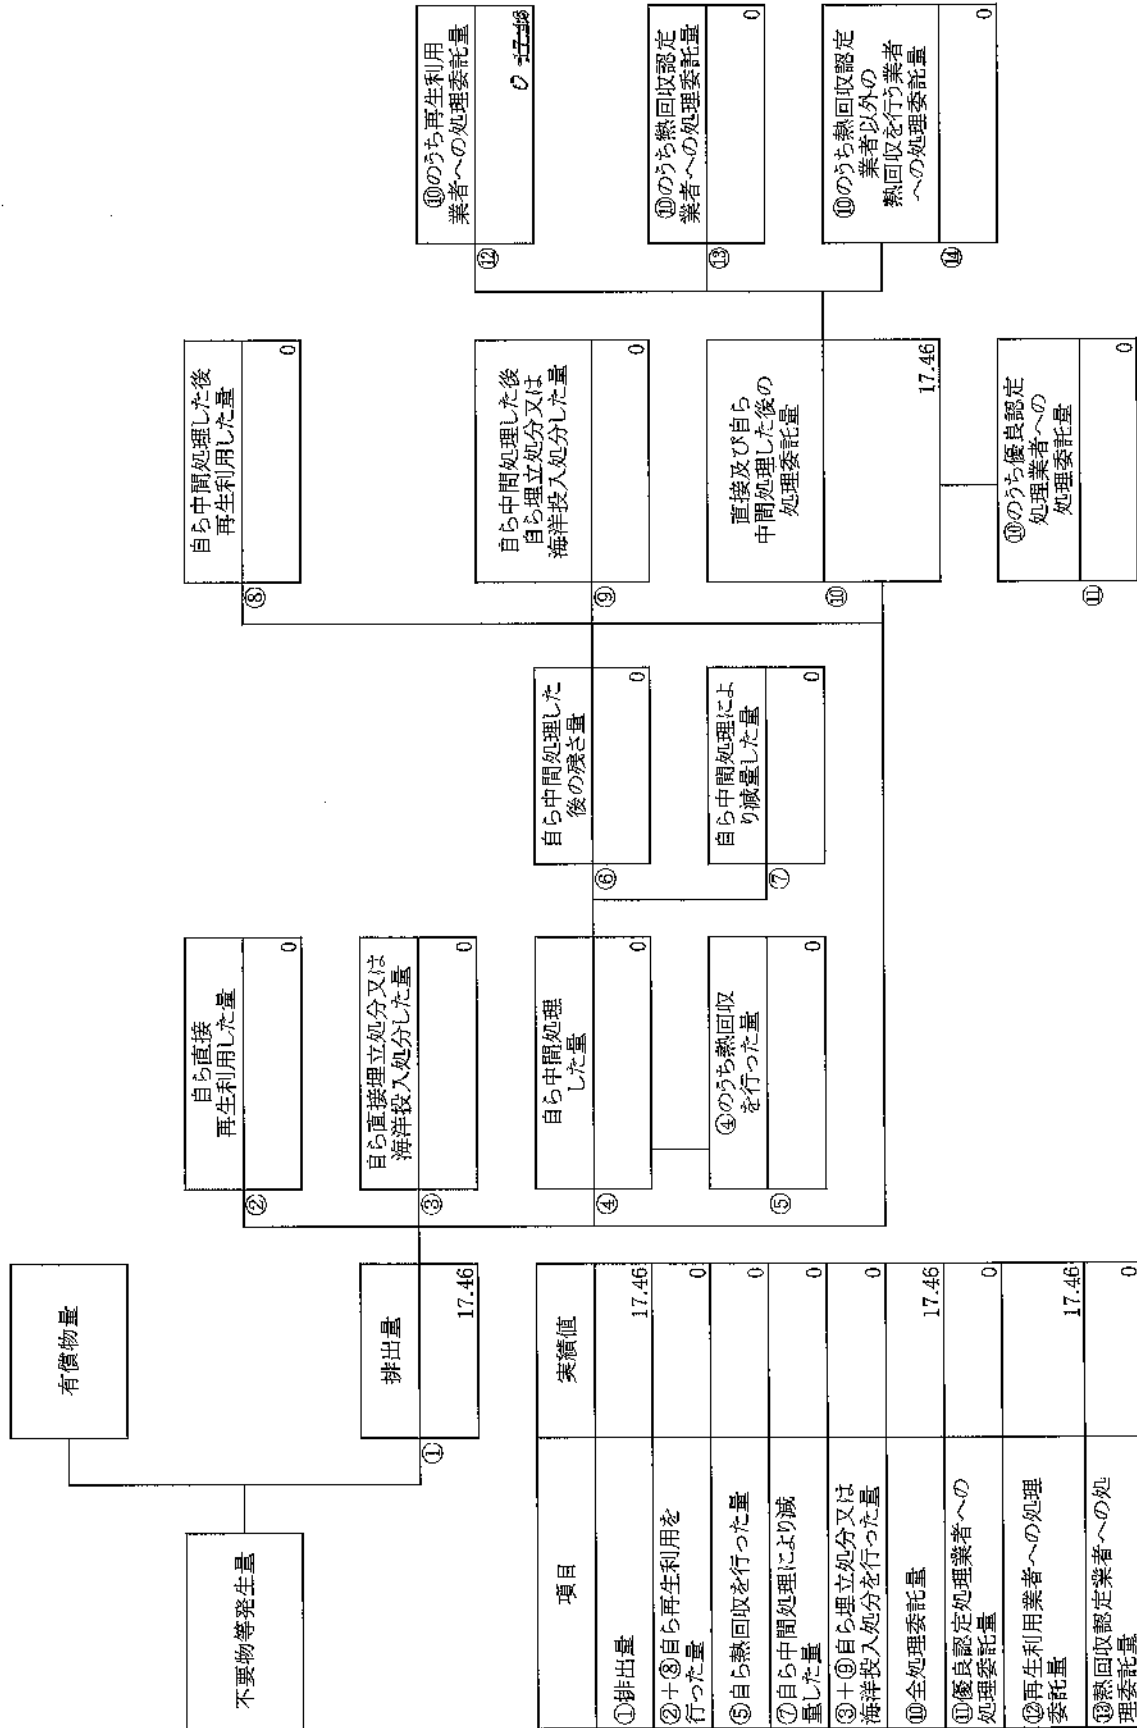 不要物等発生量
有償物量
排出量
①
17.46
自ら直接
再生利用した量
②
0
自ら直接埋立処分又は
海洋投入処分した量
③
0
自ら中間処理
した量
④
0
④のうち熱回収
を行った量
⑤
0
自ら中間処理した
後の残さ量
⑥
0
自ら中間処理によ
り減量した量
⑦
0
自ら中間処理した後
再生利用した量
⑧
0
自ら中間処理した後
自ら埋立処分又は
海洋投入処分した量
⑨
0
直接及び自ら
中間処理した後の
処理委託量
⑩
17.46
⑩のうち優良認定
処理業者への
処理委託量
⑪
0
⑩のうち再生利用
業者への処理委託量
⑫
0 17.46
⑩のうち熱回収認定
業者への処理委託量
⑬
0
⑩のうち熱回収認定
業者以外の
熱回収を行う業者
への処理委託量
⑭
0
項目 実績値
①排出量 17.46
②+⑧自ら再生利用を
行った量 0
⑤自ら熱回収を行った量 0
⑦自ら中間処理により減
量した量 0
③+⑨自ら埋立処分又は
海洋投入処分を行った量 0
⑩全処理委託量 17.46
⑪優良認定処理業者への
処理委託量 0
⑫再生利用業者への処理
委託量 17.46
⑬熱回収認定業者への処
理委託量 0